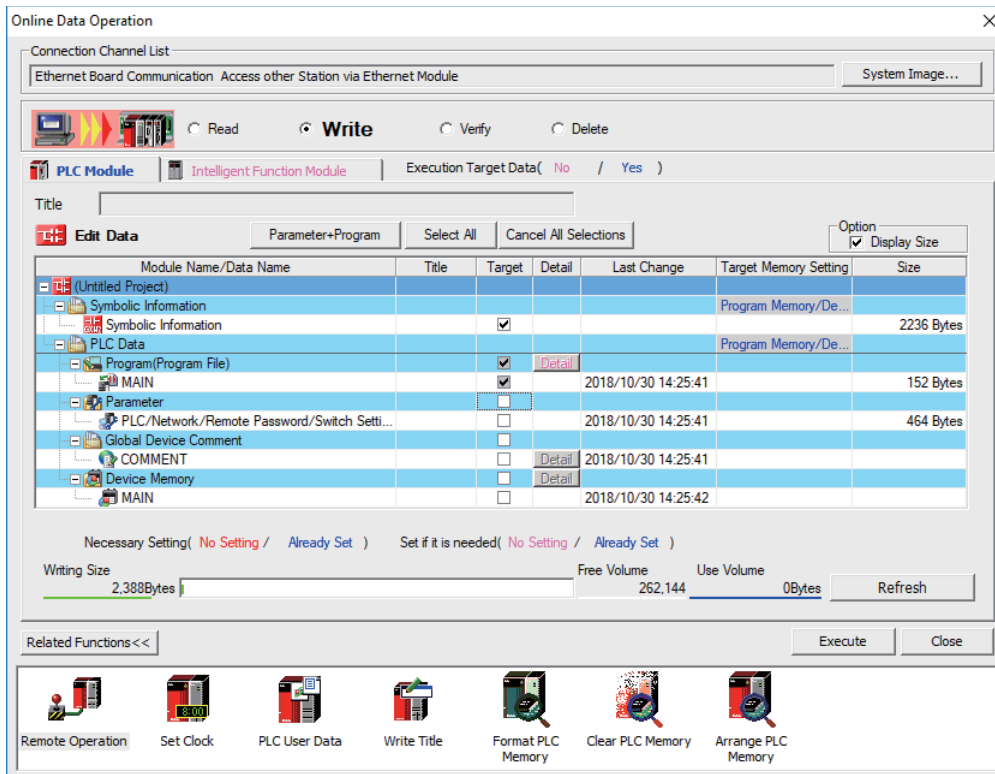 Online Data Operation
Connection Channel List
Ethernet Board Communication Access other Station via Ethernet Module
System Image...
Read Write Verify Delete
PLC Module Intelligent Function Module Execution Target Data( No / Yes )
Title
Edit Data Parameter+Program Select All Cancel All Selections Option Display Size
Module Name/Data Name Title Target Detail Last Change Target Memory Setting Size
(Untitled Project)
Symbolic Information Program Memory/De...
Symbolic Information 2236 Bytes
PLC Data Program Memory/De...
Program(Program File) Detail
MAIN 2018/10/30 14:25:41 152 Bytes
Parameter
PLC/Network/Remote Password/Switch Setti... 2018/10/30 14:25:41 464 Bytes
Global Device Comment
COMMENT Detail 2018/10/30 14:25:41
Device Memory Detail
MAIN 2018/10/30 14:25:42
Necessary Setting( No Setting / Already Set ) Set if it is needed( No Setting / Already Set )
Writing Size Free Volume Use Volume
2,388Bytes 262,144 0Bytes Refresh
Related Functions<< Execute Close
8:00
Remote Operation Set Clock PLC User Data Write Title Format PLC Memory Clear PLC Memory Arrange PLC Memory